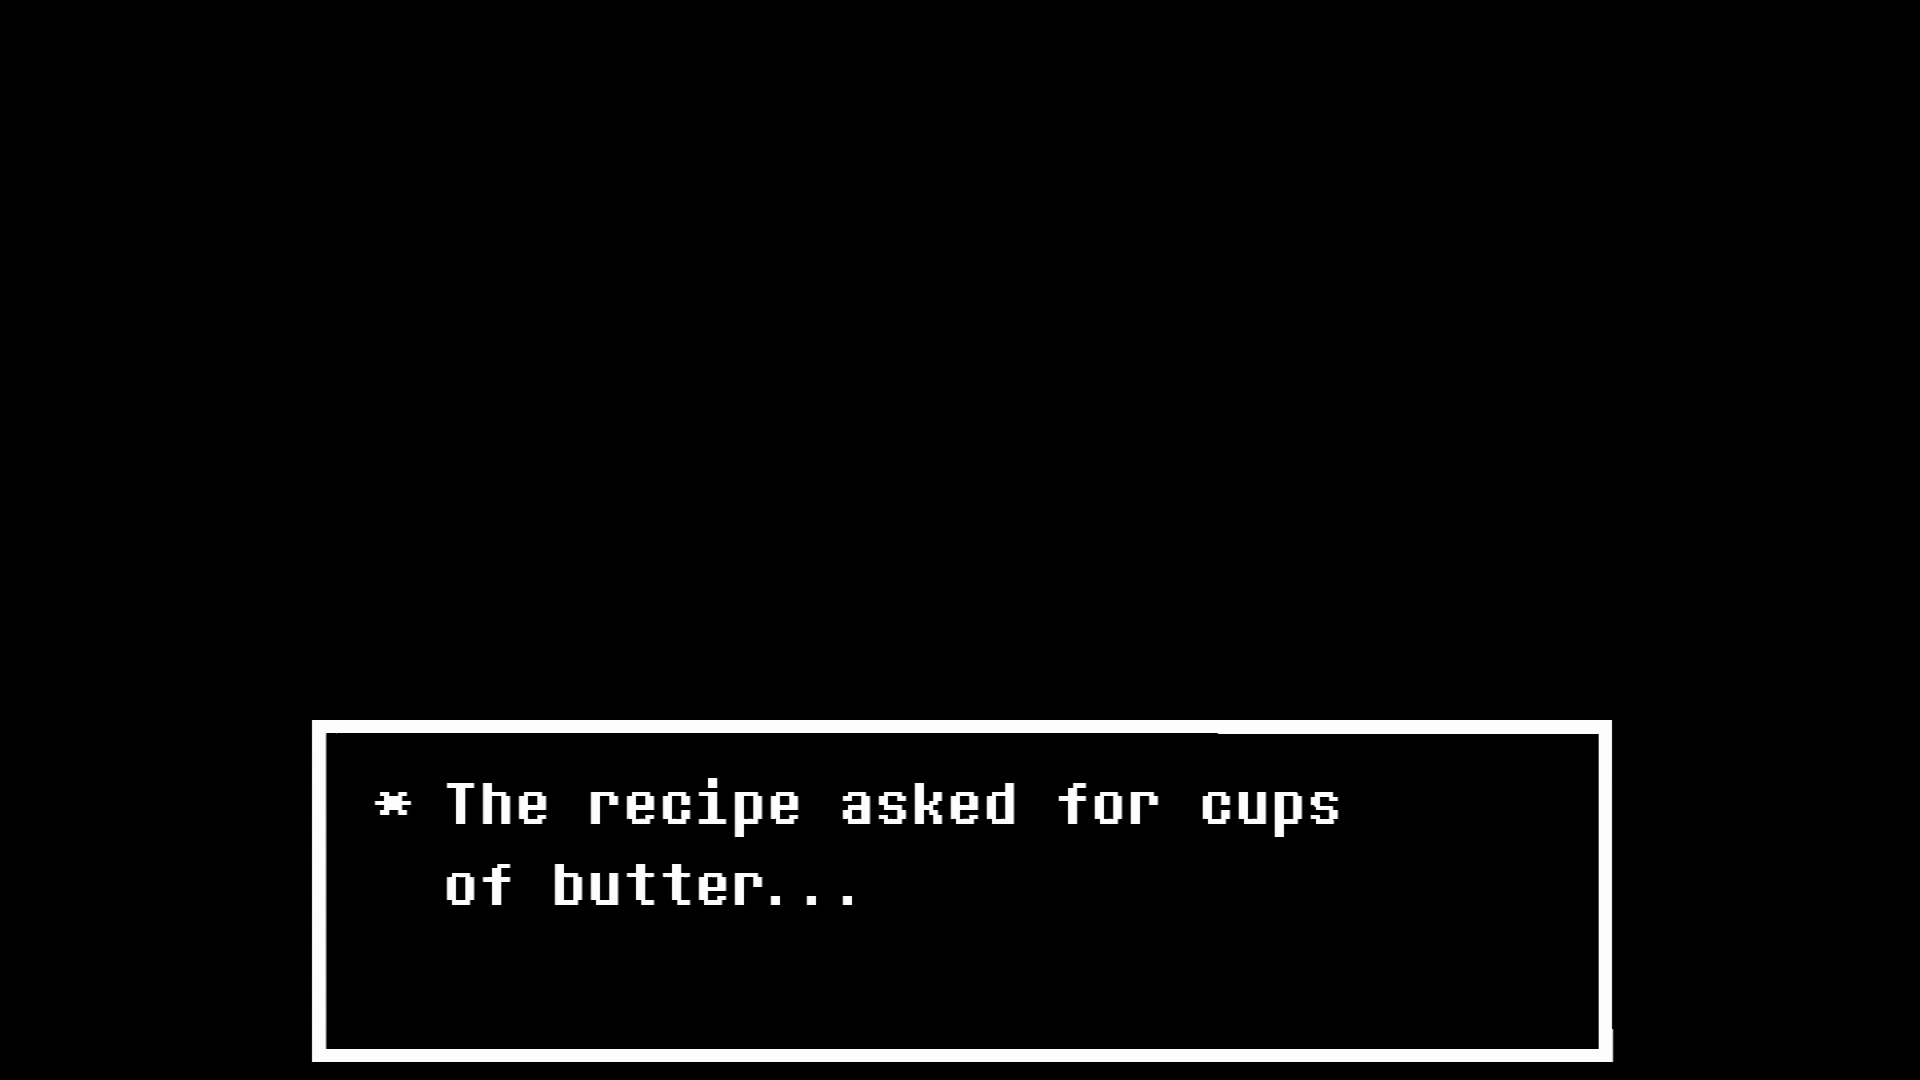 * The recipe asked for cups
of butter...